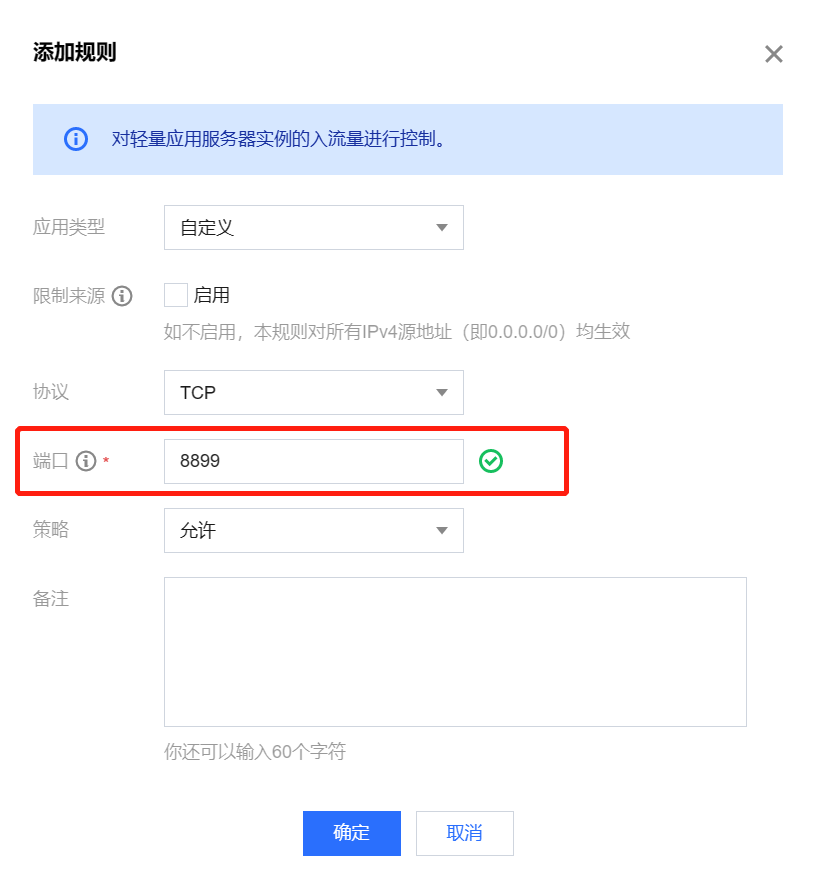 添加规则
对轻量应用服务器实例的入流量进行控制。
应用类型 自定义
限制来源 启用
如不启用，本规则对所有IPv4源地址（即0.0.0.0/0）均生效
协议 TCP
端口 * 8899
策略 允许
备注
你还可以输入60个字符
确定 取消